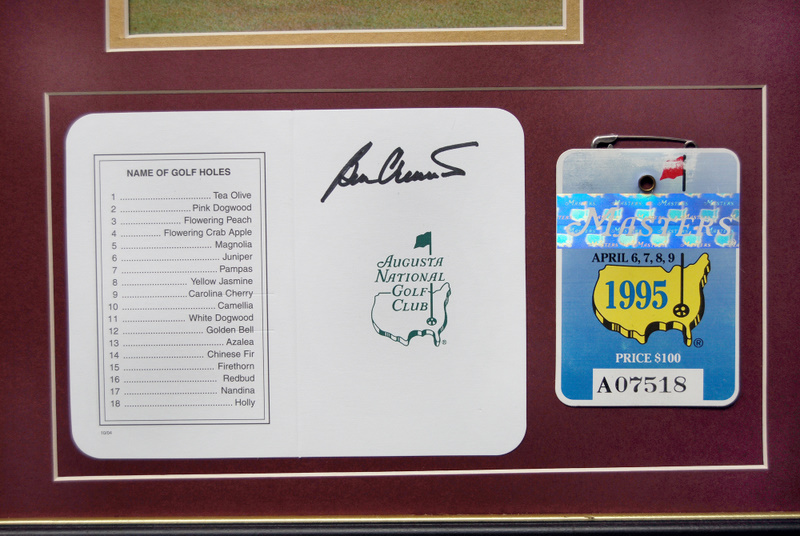 NAME OF GOLF HOLES
1 Tea Olive
2 Pink Dogwood
3 Flowering Peach
4 Flowering Crab Apple
5 Magnolia
6 Juniper
7 Pampas
8 Yellow Jasmine
9 Carolina Cherry
10 Camellia
11 White Dogwood
12 Golden Bell
13 Azalea
14 Chinese Fir
15 Firethorn
16 Redbud
17 Nandina
18 Holly
Ben Crenshaw
AUGUSTA
NATIONAL
GOLF
CLUB
®
MASTERS
APRIL 6, 7, 8, 9
1995
®
PRICE $100
A07518